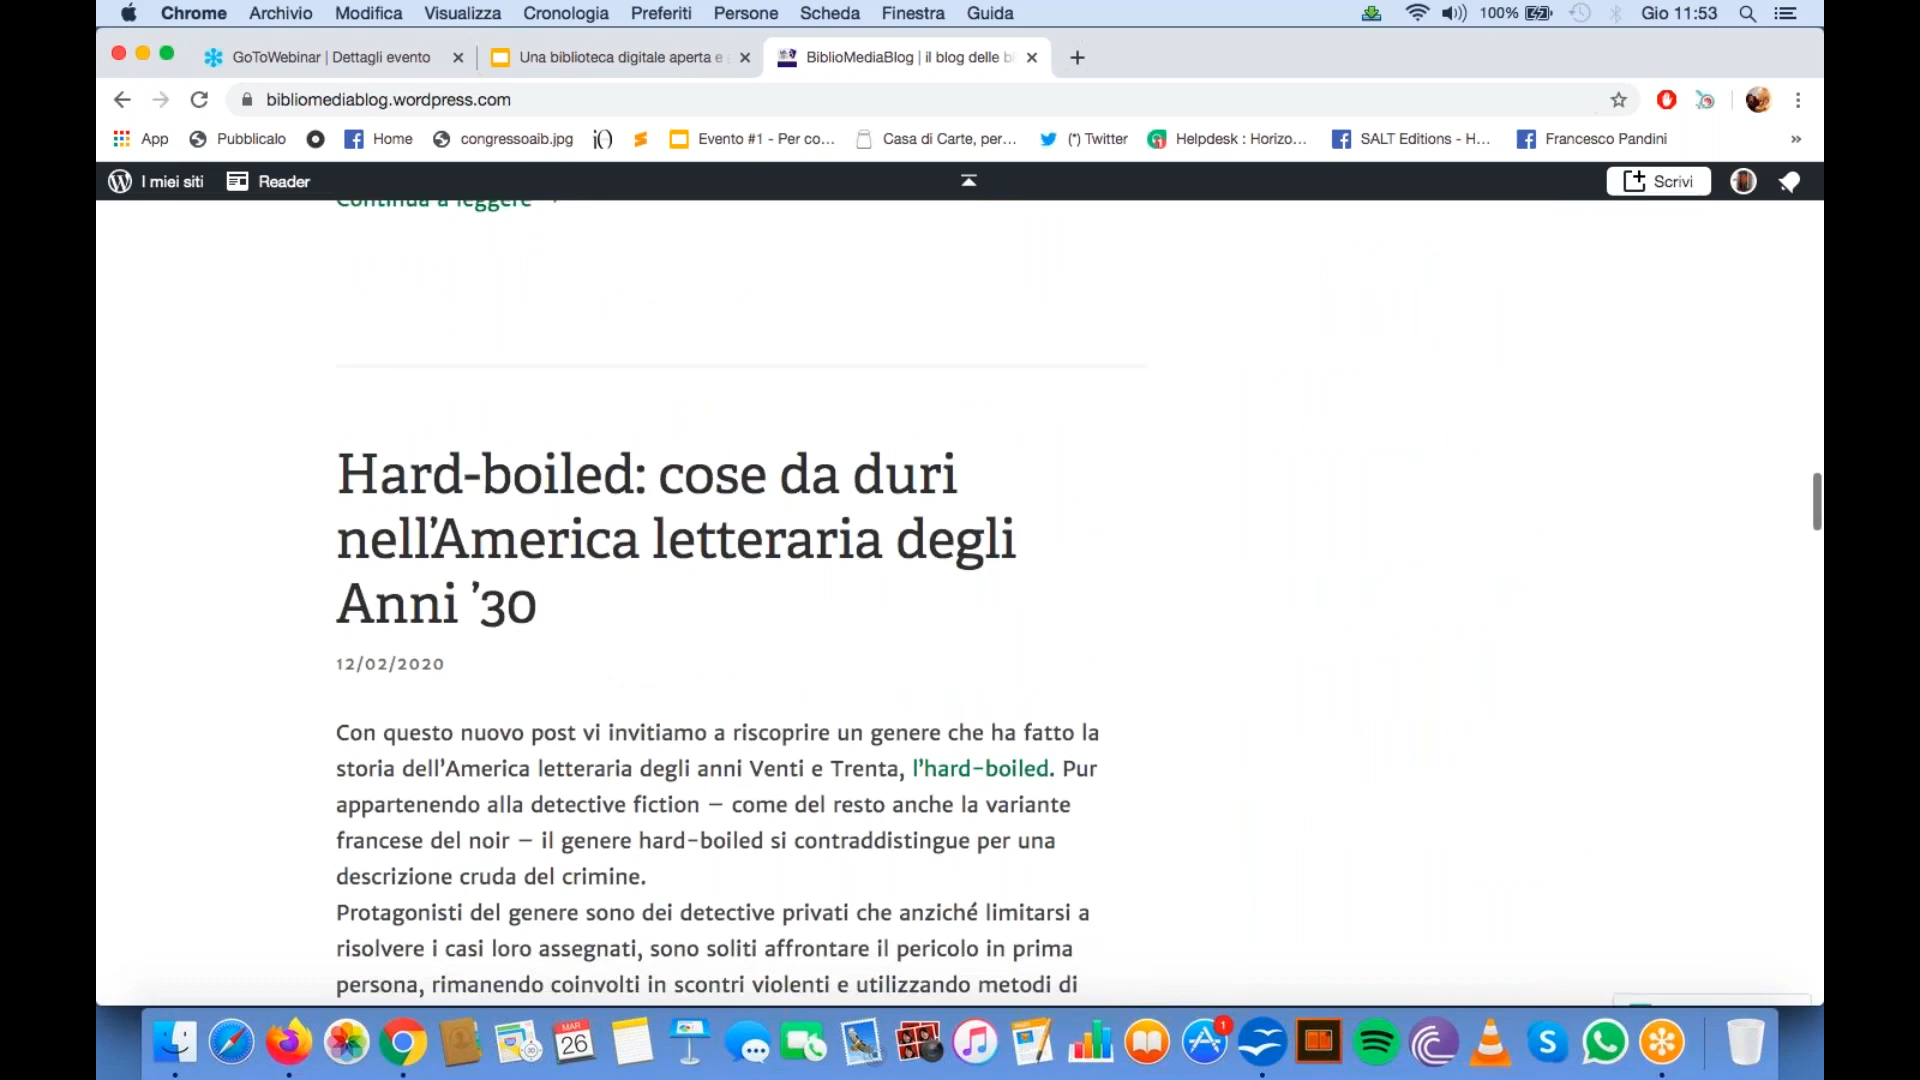 Chrome Archivio Modifica Visualizza Cronologia Preferiti Persone Scheda Finestra Guida 100% Gio 11:53
GoToWebinar | Dettagli evento Una biblioteca digitale aperta e BiblioMediaBlog | il blog delle b
bibliomediablog.wordpress.com
App Pubblicalo Home congressoaib.jpg Evento #1 - Per co... Casa di Carte, per... (*) Twitter Helpdesk : Horizo... SALT Editions - H... Francesco Pandini »
I miei siti Reader Scrivi
Continua a leggere
Hard-boiled: cose da duri
nell'America letteraria degli
Anni '30
12/02/2020
Con questo nuovo post vi invitiamo a riscoprire un genere che ha fatto la
storia dell'America letteraria degli anni Venti e Trenta, l'hard-boiled. Pur
appartenendo alla detective fiction – come del resto anche la variante
francese del noir – il genere hard-boiled si contraddistingue per una
descrizione cruda del crimine.
Protagonisti del genere sono dei detective privati che anziché limitarsi a
risolvere i casi loro assegnati, sono soliti affrontare il pericolo in prima
persona, rimanendo coinvolti in scontri violenti e utilizzando metodi di
MAR
26
1